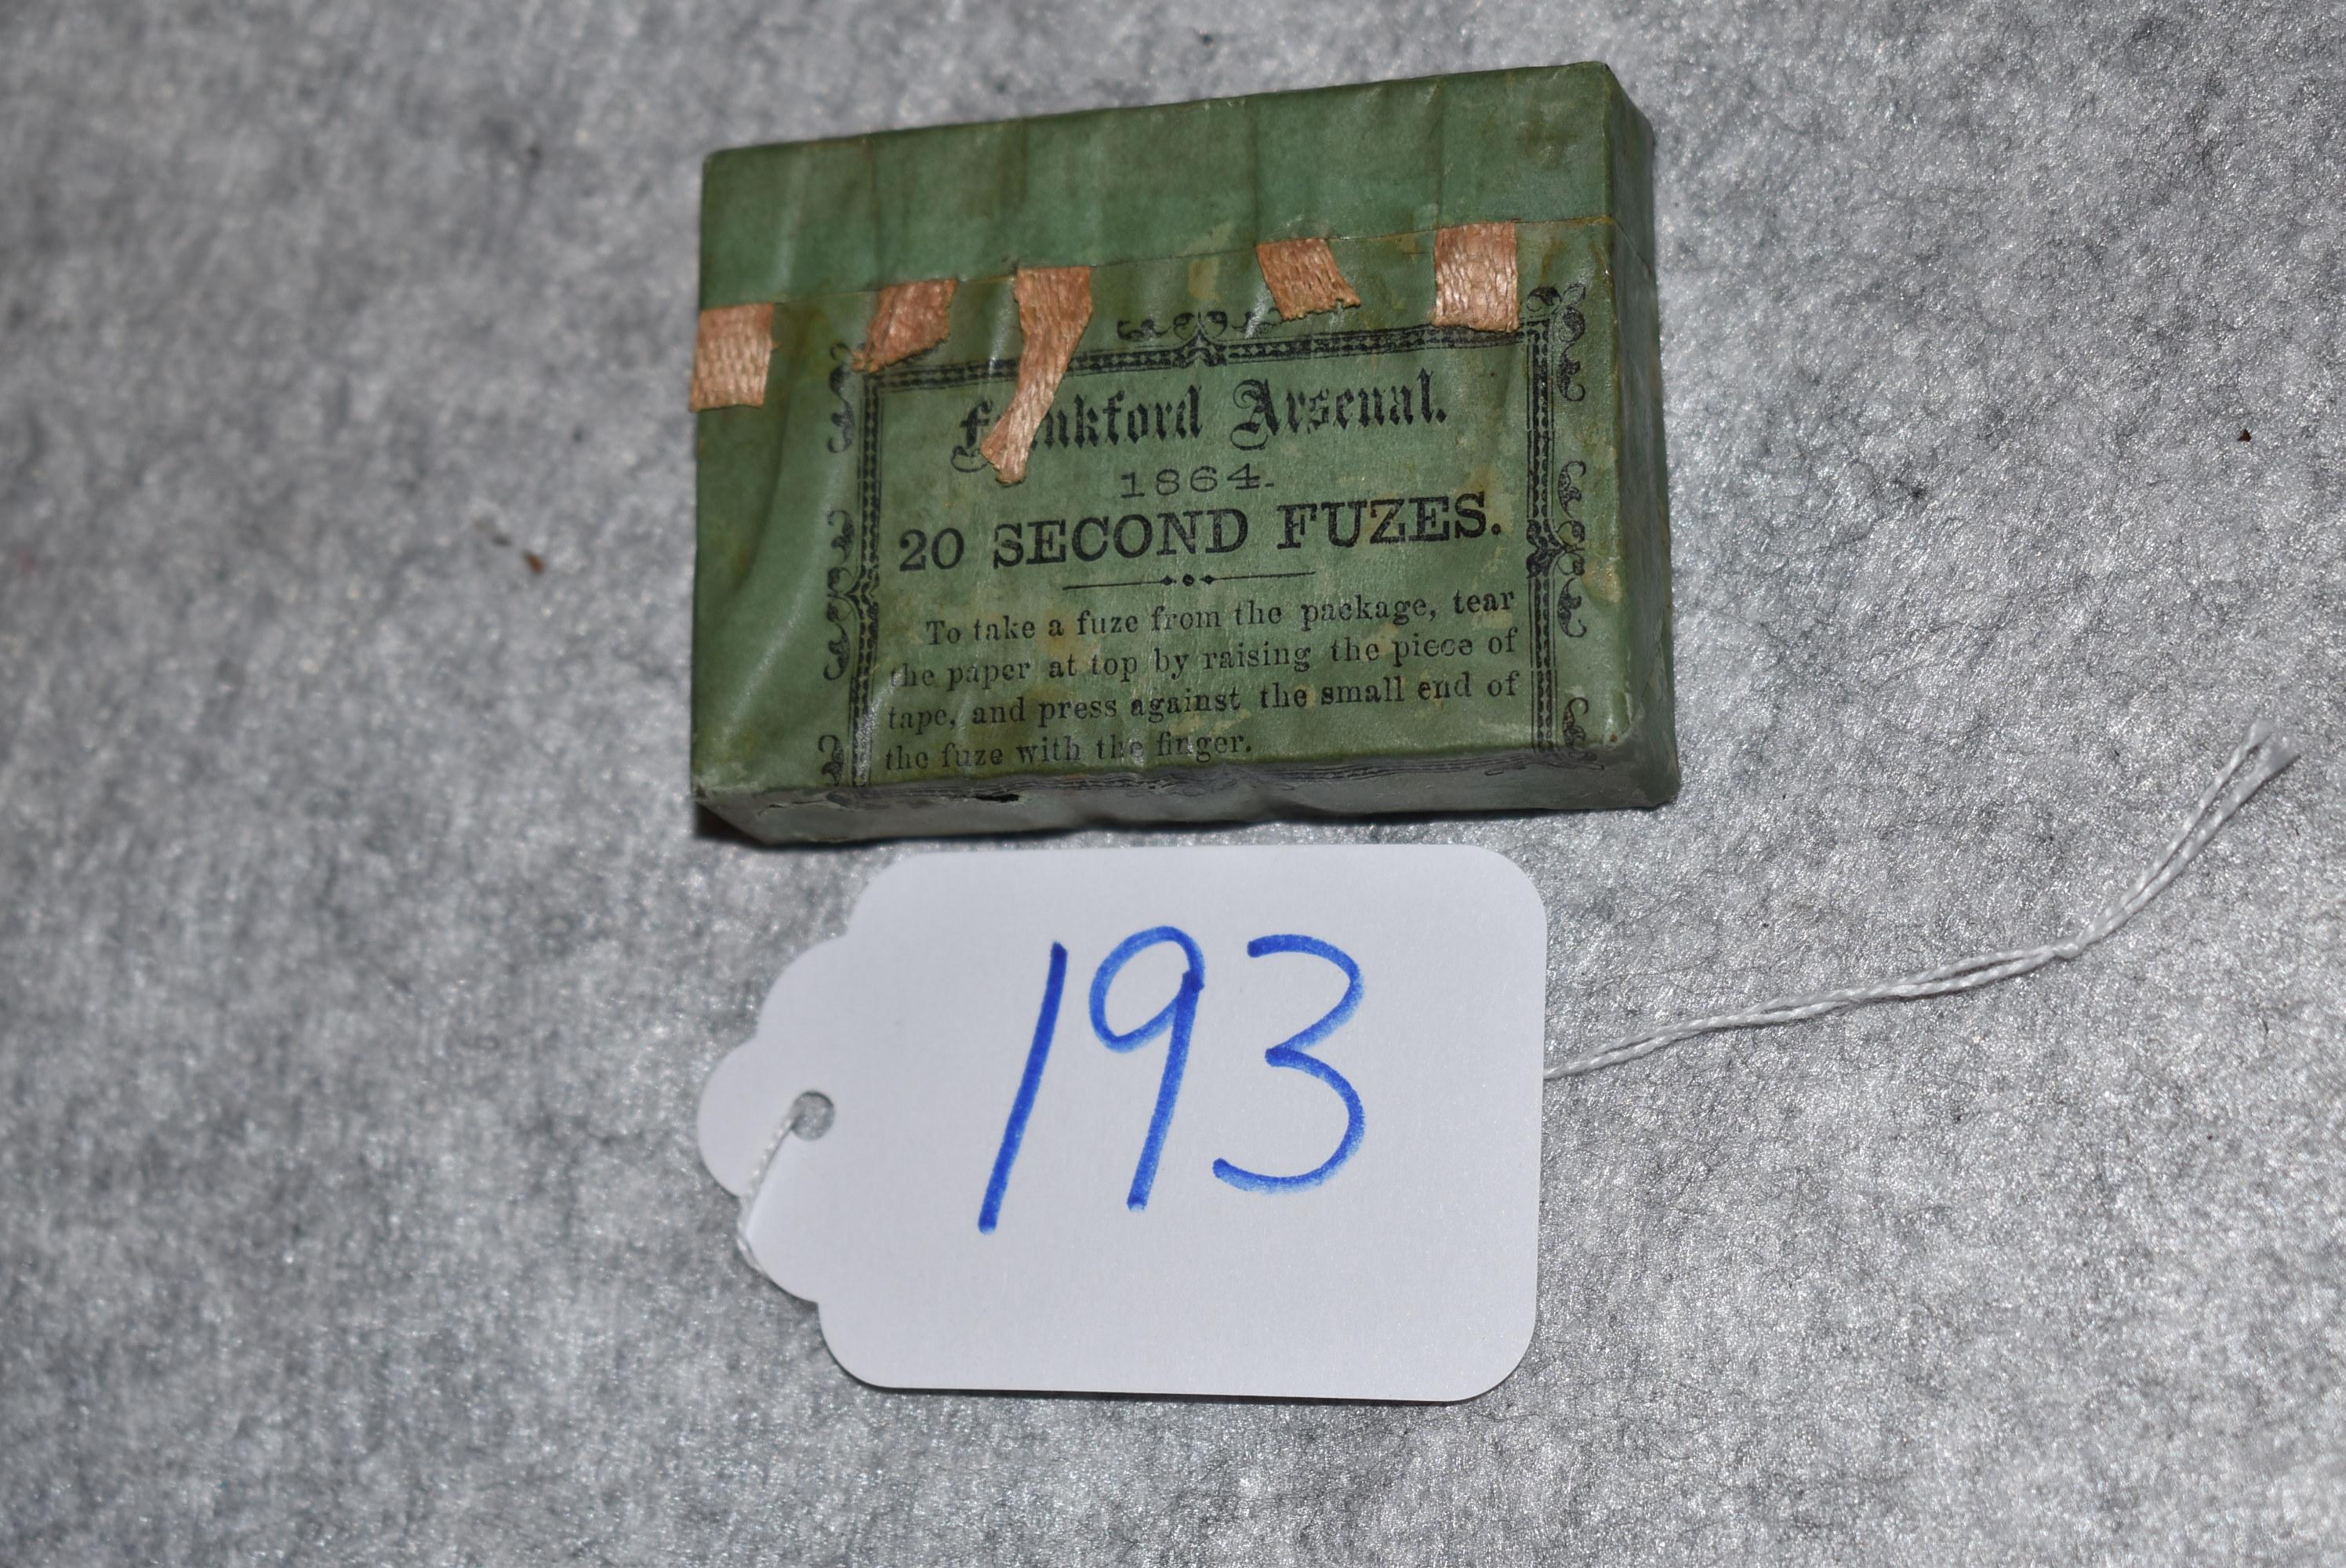 Frankford Arsenal.
1864.
20 SECOND FUZES.
To take a fuze from the package, tear
the paper at top by raising the piece of
tape, and press against the small end of
the fuze with the finger.
193